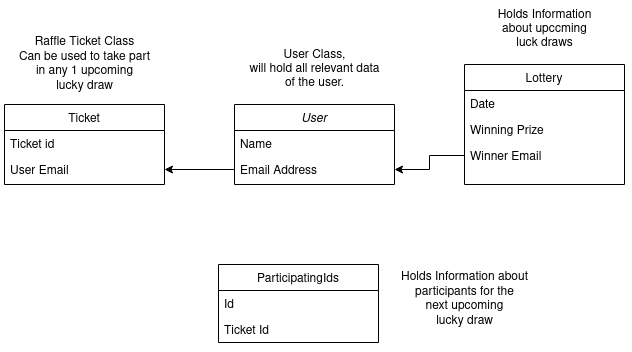 Raffle Ticket Class
Can be used to take part
in any 1 upcoming
lucky draw
Ticket
Ticket id
User Email
User Class,
will hold all relevant data
of the user.
User
Name
Email Address
Holds Information
about upccming
luck draws
Lottery
Date
Winning Prize
Winner Email
ParticipatingIds
Id
Ticket Id
Holds Information about
participants for the
next upcoming
lucky draw